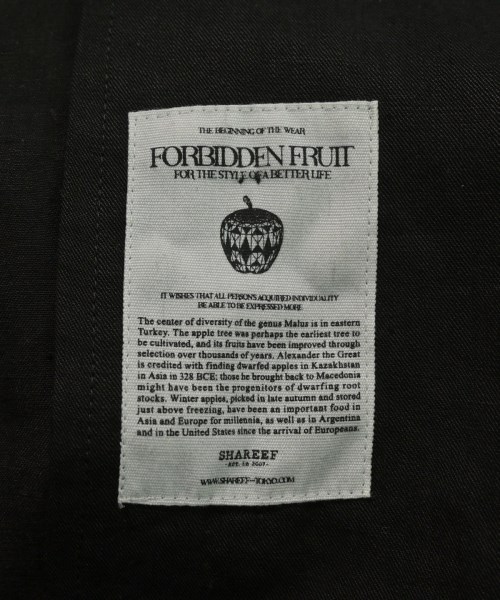 THE BEGINNING OF THE WEAR
FORBIDDEN FRUIT
FOR THE STYLE OF A BETTER LIFE
IT WISHES THAT ALL PERSON'S ACQUIRED INDIVIDUALITY
BE ABLE TO BE EXPRESSED MORE
The center of diversity of the genus Malus is in eastern
Turkey. The apple tree was perhaps the earliest tree to
be cultivated, and its fruits have been improved through
selection over thousands of years. Alexander the Great
is credited with finding dwarfed apples in Kazakhstan
in Asia in 328 BCE; those he brought back to Macedonia
might have been the progenitors of dwarfing root
stocks. Winter apples, picked in late autumn and stored
just above freezing, have been an important food in
Asia and Europe for millennia, as well as in Argentina
and in the United States since the arrival of Europeans.
SHAREEF
-EST. IN 2007-
WWW.SHAREEF-TOKYO.COM